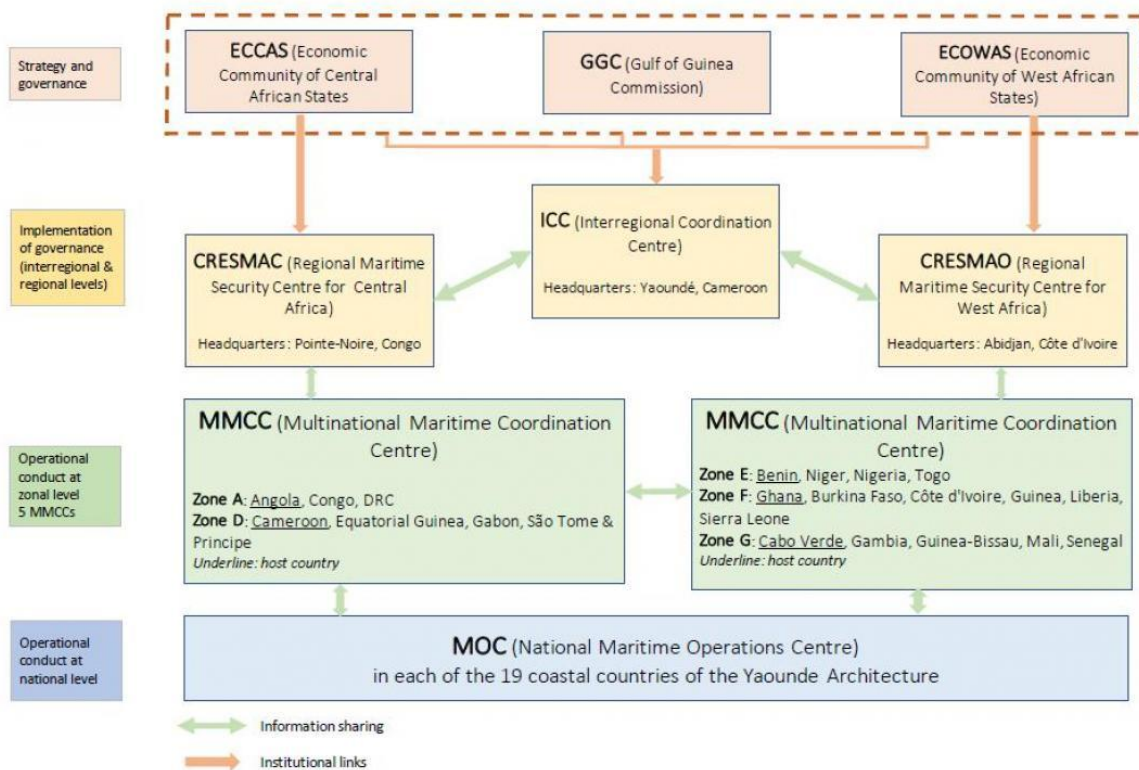 Strategy and
governance
ECCAS (Economic
Community of Central
African States
GGC (Gulf of Guinea
Commission)
ECOWAS (Economic
Community of West African
States)
Implementation
of governance
(interregional &
regional levels)
CRESMAC (Regional Maritime
Security Centre for Central
Africa)
Headquarters : Pointe-Noire, Congo
ICC (Interregional Coordination
Centre)
Headquarters : Yaoundé, Cameroon
CRESMAO (Regional
Maritime Security Centre for
West Africa)
Headquarters : Abidjan, Côte d'Ivoire
Operational
conduct at
zonal level
5 MMCCs
MMCC (Multinational Maritime Coordination
Centre)
Zone A: Angola, Congo, DRC
Zone D: Cameroon, Equatorial Guinea, Gabon, São Tome &
Principe
Underline: host country
MMCC (Multinational Maritime Coordination
Centre)
Zone E: Benin, Niger, Nigeria, Togo
Zone F: Ghana, Burkina Faso, Côte d'Ivoire, Guinea, Liberia,
Sierra Leone
Zone G: Cabo Verde, Gambia, Guinea-Bissau, Mali, Senegal
Underline: host country
Operational
conduct at
national level
MOC (National Maritime Operations Centre)
in each of the 19 coastal countries of the Yaounde Architecture
Information sharing
Institutional links